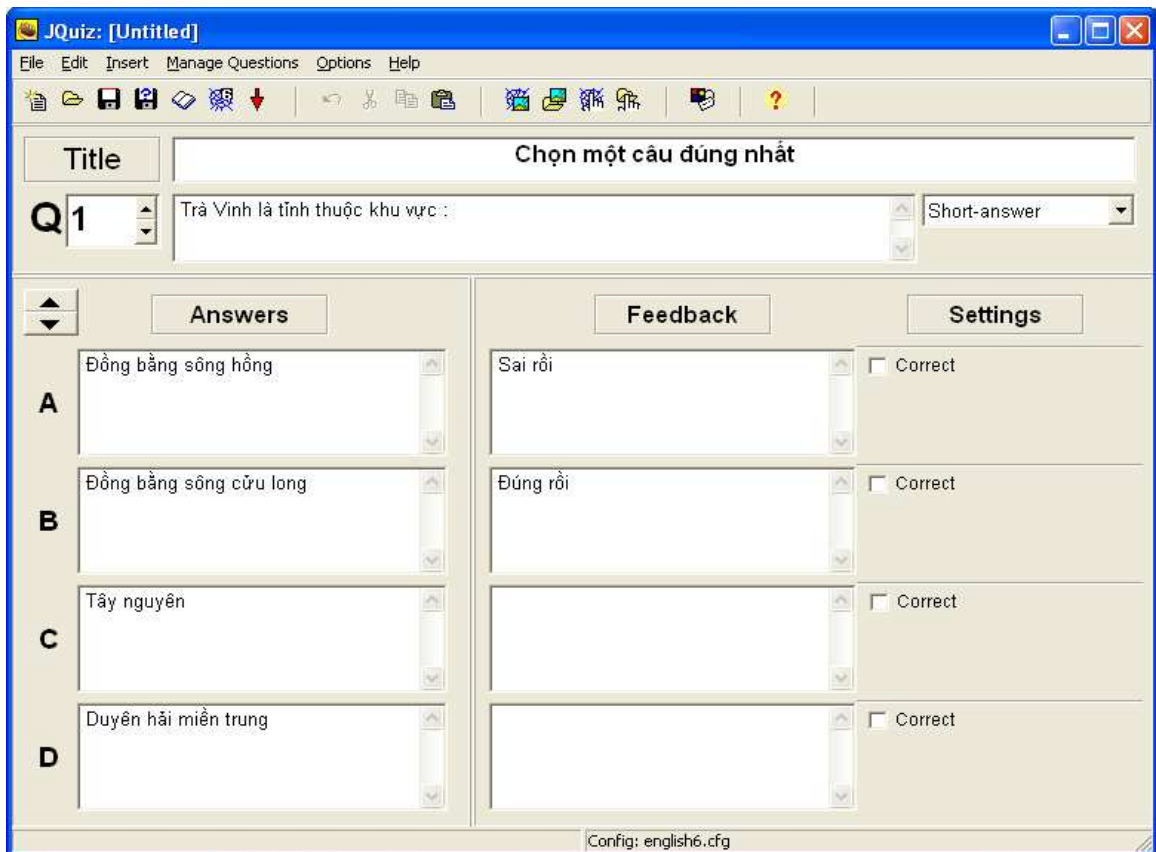 JQuiz: [Untitled]
File Edit Insert Manage Questions Options Help
Title
Chọn một câu đúng nhất
Q 1
Trà Vinh là tỉnh thuộc khu vực :
Short-answer
Answers
Feedback
Settings
A
Đồng bằng sông hồng
Sai rồi
Correct
B
Đồng bằng sông cửu long
Đúng rồi
Correct
C
Tây nguyên
Correct
D
Duyên hải miền trung
Correct
Config: english6.cfg